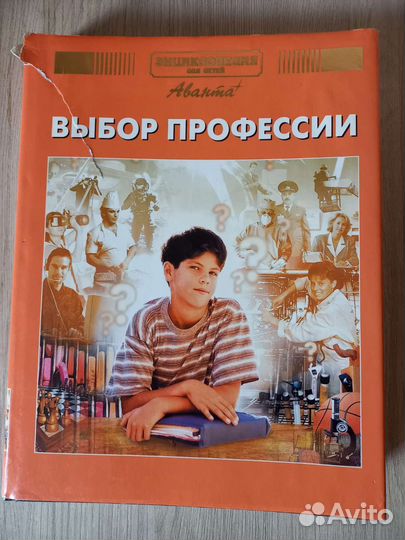 ЭНЦИКЛОПЕДИЯ
ДЛЯ ДЕТЕЙ
Аванта+
ВЫБОР ПРОФЕССИИ
? ? ? ? ?
Avito